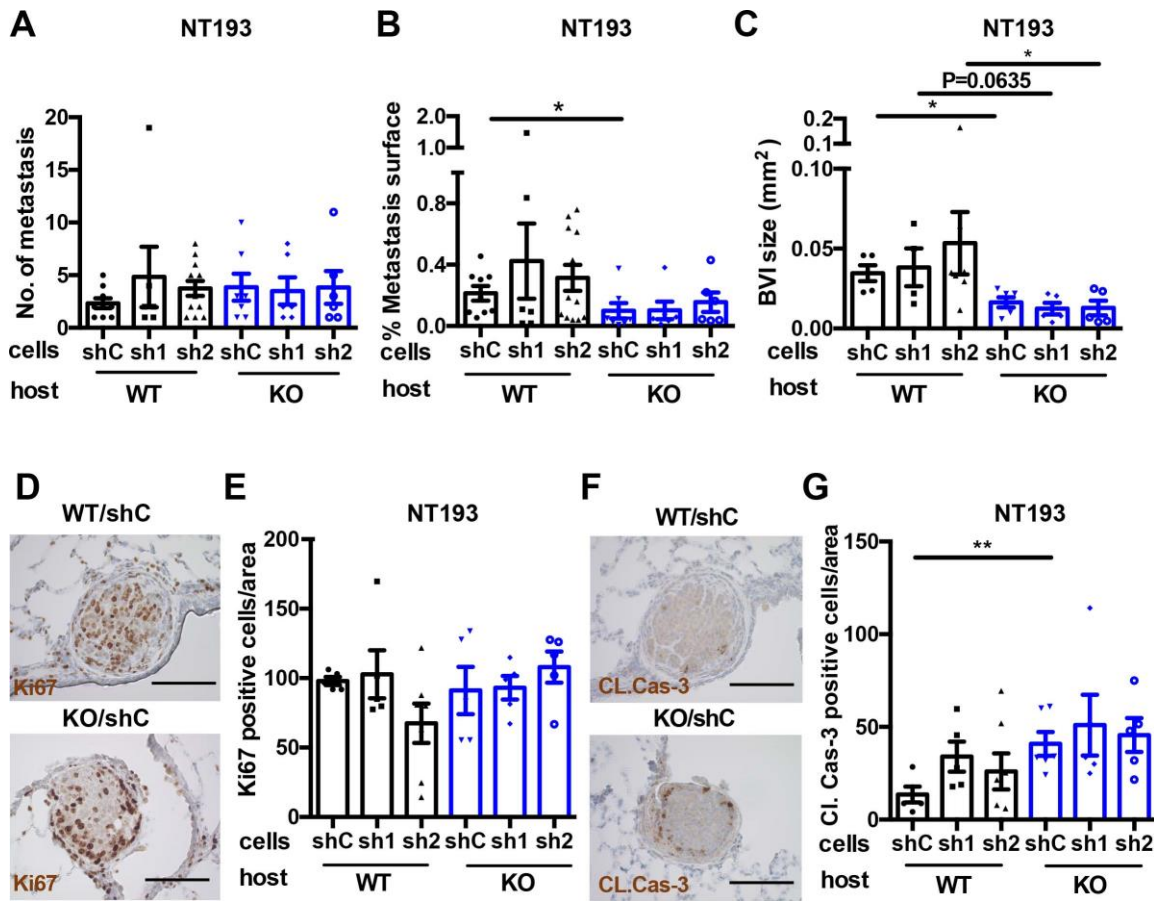 A
NT193
No. of metastasis
20
15
10
5
0
cells shC sh1 sh2 shC sh1 sh2
host WT KO
B
NT193
% Metastasis surface
2.0
1.0
0.8
0.4
0.0
*
cells shC sh1 sh2 shC sh1 sh2
host WT KO
C
NT193
*
P=0.0635
*
BVI size (mm²)
0.2
0.1
0.10
0.05
0.00
cells shC sh1 sh2 shC sh1 sh2
host WT KO
D
WT/shC
Ki67
KO/shC
Ki67
E
NT193
Ki67 positive cells/area
200
150
100
50
0
cells shC sh1 sh2 shC sh1 sh2
host WT KO
F
WT/shC
CL.Cas-3
KO/shC
CL.Cas-3
G
NT193
Cl. Cas-3 positive cells/area
150
100
50
0
**
cells shC sh1 sh2 shC sh1 sh2
host WT KO